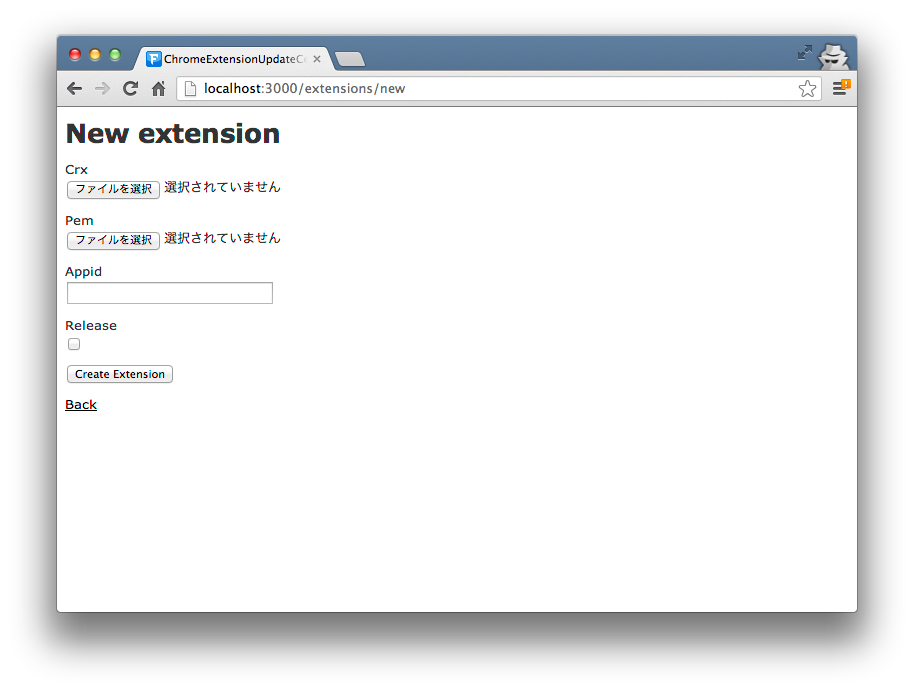 ChromeExtensionUpdateC
localhost:3000/extensions/new
New extension
Crx
ファイルを選択 選択されていません
Pem
ファイルを選択 選択されていません
Appid
Release
Create Extension
Back